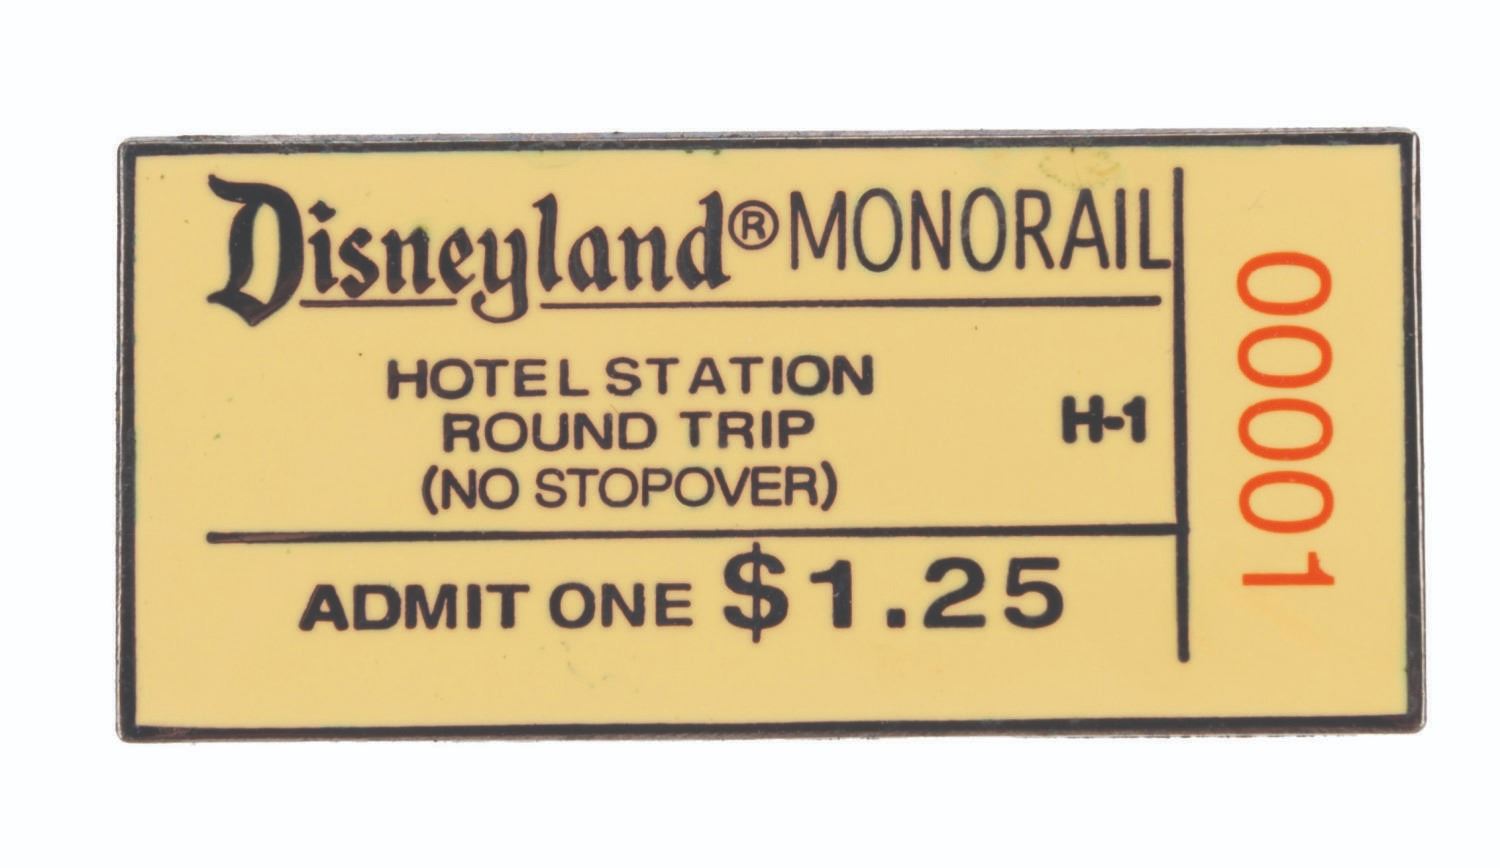 Disneyland® MONORAIL
HOTEL STATION
ROUND TRIP
(NO STOPOVER)
H-1
ADMIT ONE $1.25
00001